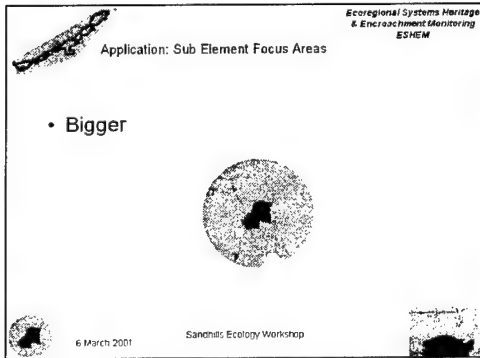 Ecoregional Systems Heritage
& Encroachment Monitoring
ESHEM
Application: Sub Element Focus Areas
• Bigger
6 March 2001
Sandhills Ecology Workshop